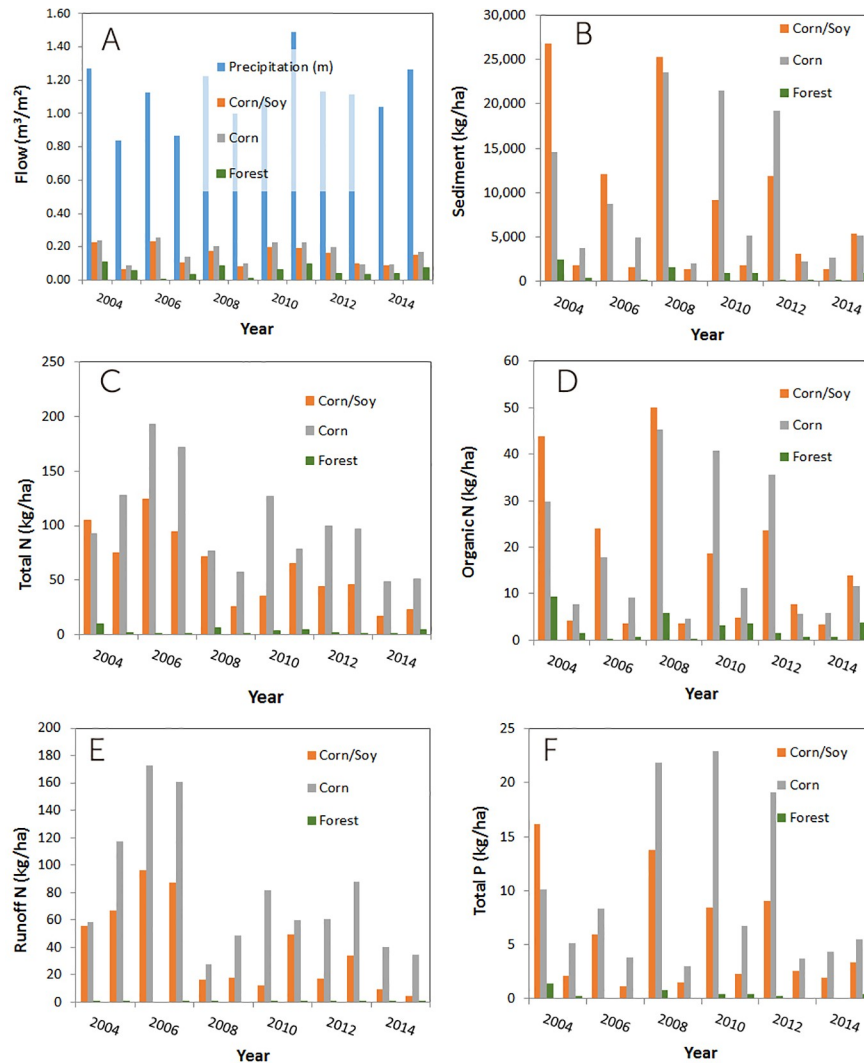 A
Flow (m³/m²)
1.60
1.40
1.20
1.00
0.80
0.60
0.40
0.20
0.00
Precipitation (m)
Corn/Soy
Corn
Forest
2004 2006 2008 2010 2012 2014
Year
B
Sediment (kg/ha)
30,000
25,000
20,000
15,000
10,000
5,000
0
Corn/Soy
Corn
Forest
2004 2006 2008 2010 2012 2014
Year
C
Total N (kg/ha)
250
200
150
100
50
0
Corn/Soy
Corn
Forest
2004 2006 2008 2010 2012 2014
Year
D
Organic N (kg/ha)
60
50
40
30
20
10
0
Corn/Soy
Corn
Forest
2004 2006 2008 2010 2012 2014
Year
E
Runoff N (kg/ha)
200
180
160
140
120
100
80
60
40
20
0
Corn/Soy
Corn
Forest
2004 2006 2008 2010 2012 2014
Year
F
Total P (kg/ha)
25
20
15
10
5
0
Corn/Soy
Corn
Forest
2004 2006 2008 2010 2012 2014
Year